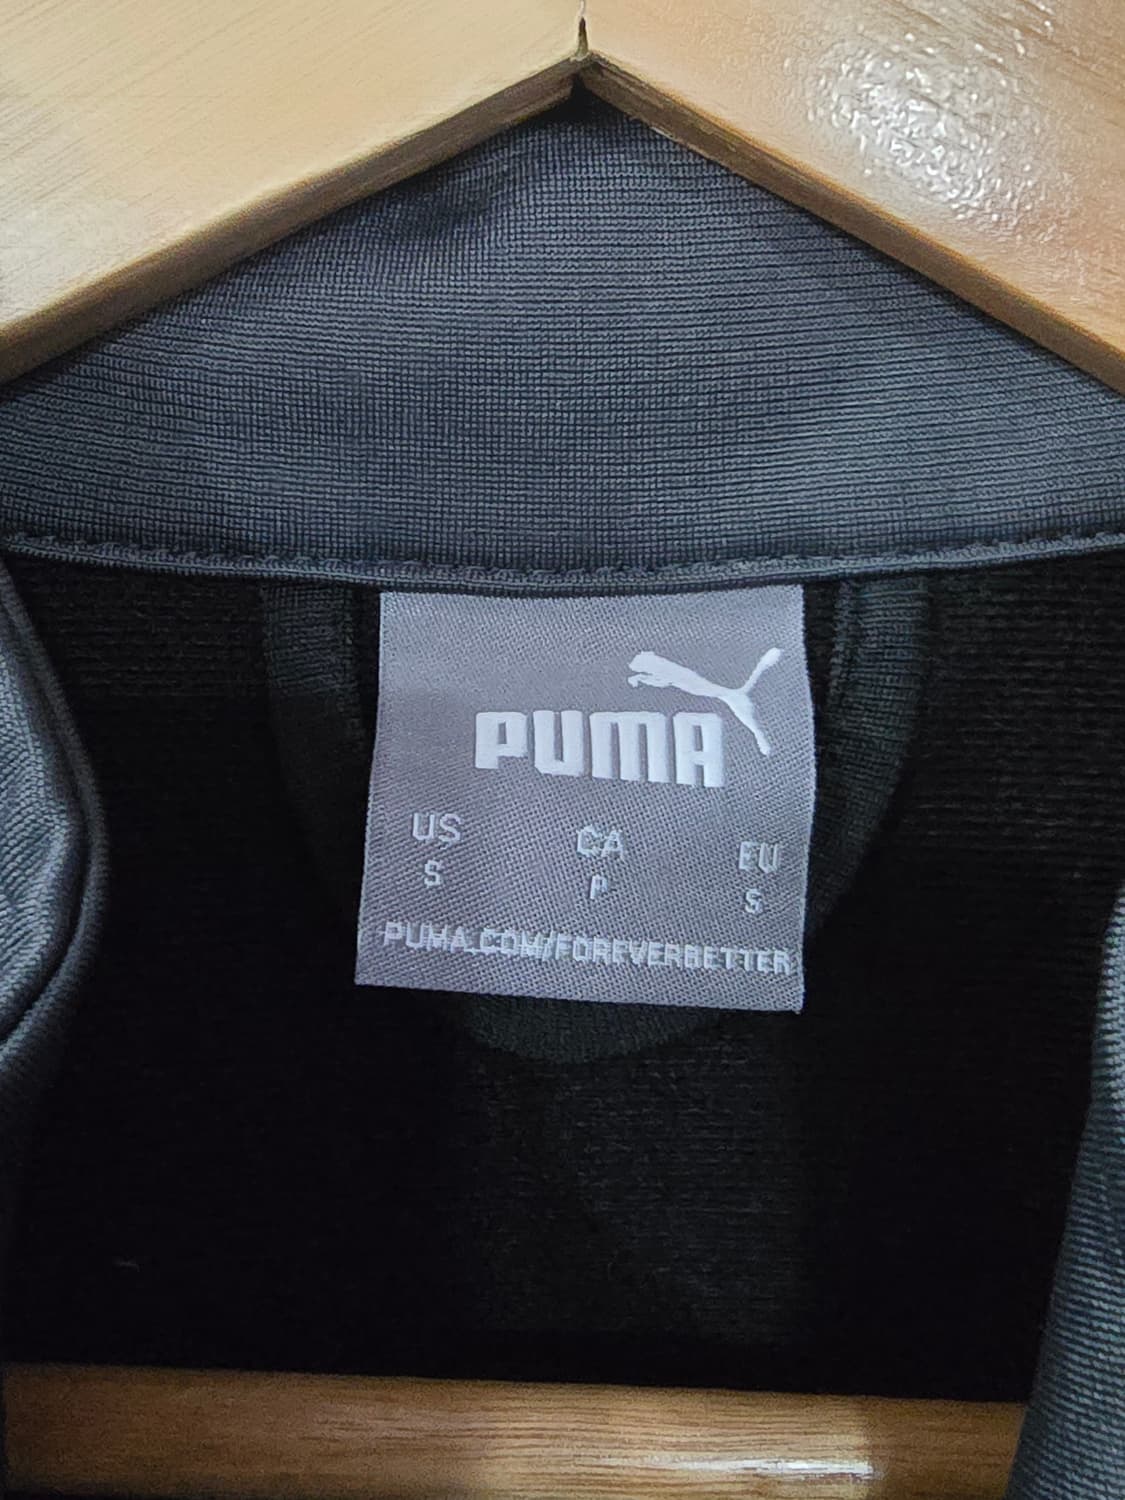 PUMA
US CA EU
S P S
PUMA.COM/FOREVERBETTER